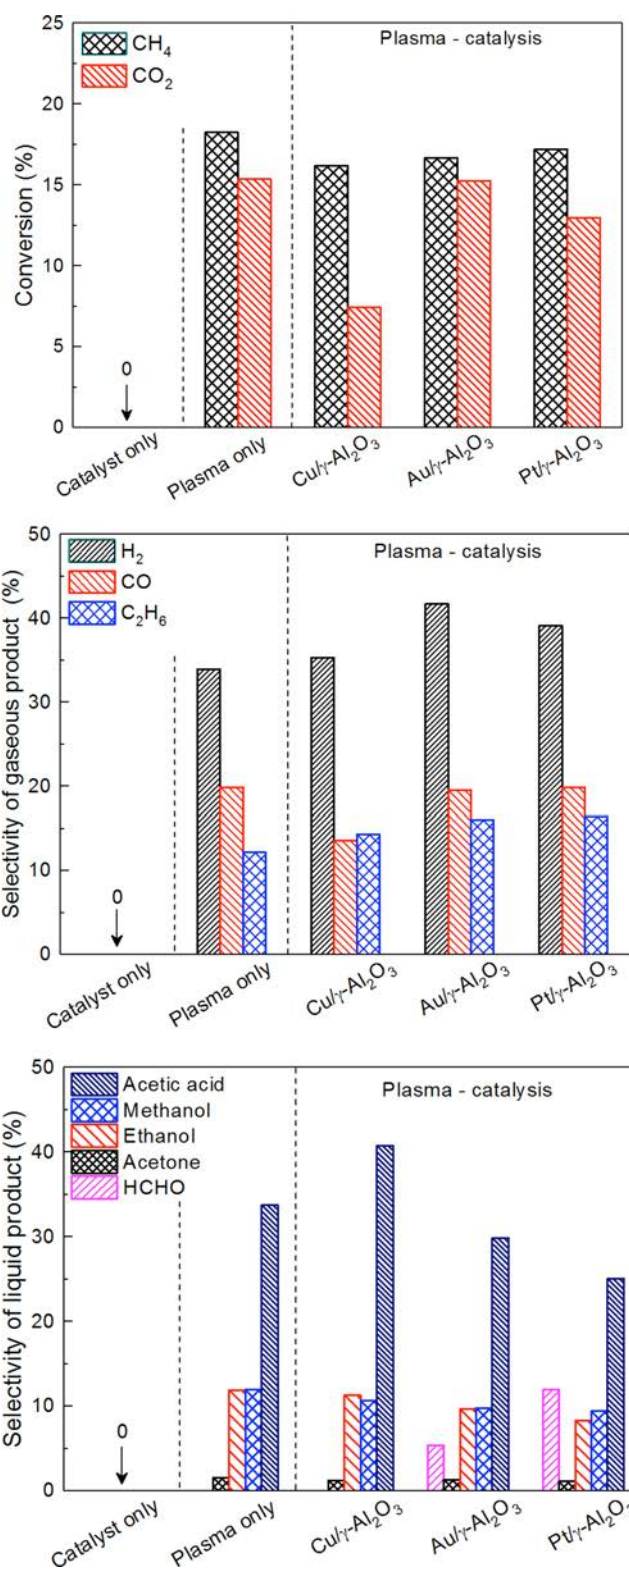 25
20
15
10
5
0
Conversion (%)
CH4
CO2
Plasma - catalysis
0
Catalyst only
Plasma only
Cu/γ-Al2O3
Au/γ-Al2O3
Pt/γ-Al2O3
50
40
30
20
10
0
Selectivity of gaseous product (%)
H2
CO
C2H6
Plasma - catalysis
0
Catalyst only
Plasma only
Cu/γ-Al2O3
Au/γ-Al2O3
Pt/γ-Al2O3
50
40
30
20
10
0
Selectivity of liquid product (%)
Acetic acid
Methanol
Ethanol
Acetone
HCHO
Plasma - catalysis
0
Catalyst only
Plasma only
Cu/γ-Al2O3
Au/γ-Al2O3
Pt/γ-Al2O